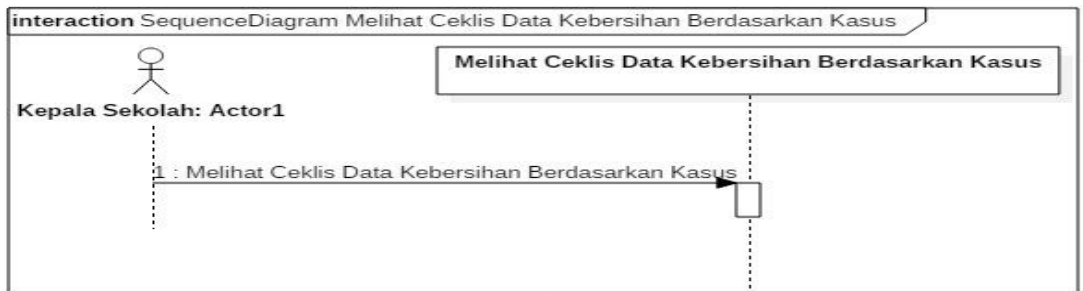 interaction SequenceDiagram Melihat Ceklis Data Kebersihan Berdasarkan Kasus
Melihat Ceklis Data Kebersihan Berdasarkan Kasus
Kepala Sekolah: Actor1
1 : Melihat Ceklis Data Kebersihan Berdasarkan Kasus